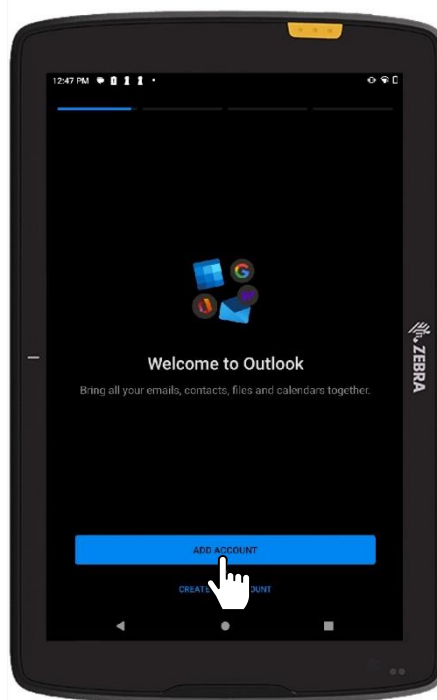 12:47 PM
ZEBRA
Welcome to Outlook
Bring all your emails, contacts, files and calendars together.
ADD ACCOUNT